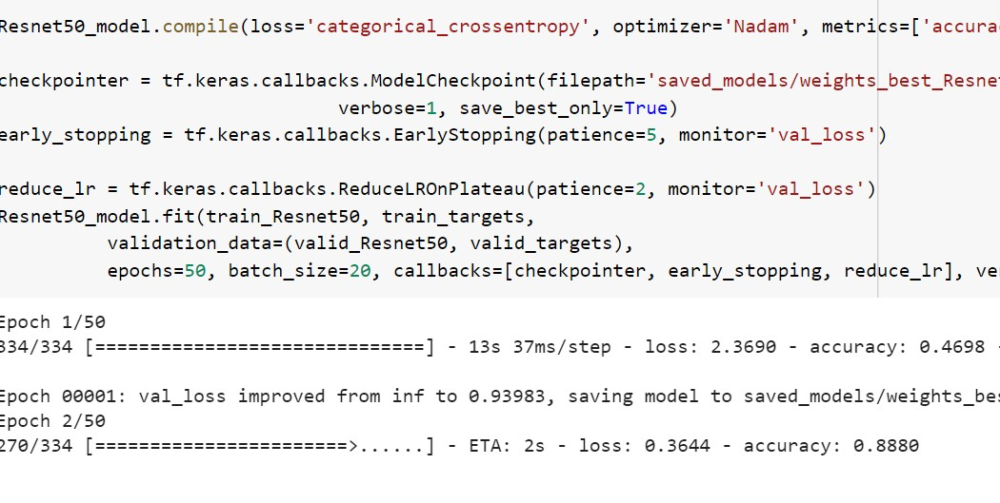 Resnet50_model.compile(loss='categorical_crossentropy', optimizer='Nadam', metrics=['accura
checkpointer = tf.keras.callbacks.ModelCheckpoint(filepath='saved_models/weights_best_Resnet
verbose=1, save_best_only=True)
early_stopping = tf.keras.callbacks.EarlyStopping(patience=5, monitor='val_loss')
reduce_lr = tf.keras.callbacks.ReduceLROnPlateau(patience=2, monitor='val_loss')
Resnet50_model.fit(train_Resnet50, train_targets,
validation_data=(valid_Resnet50, valid_targets),
epochs=50, batch_size=20, callbacks=[checkpointer, early_stopping, reduce_lr], ve
Epoch 1/50
334/334 [==============================] - 13s 37ms/step - loss: 2.3690 - accuracy: 0.4698 -
Epoch 00001: val_loss improved from inf to 0.93983, saving model to saved_models/weights_bes
Epoch 2/50
270/334 [=======================>......] - ETA: 2s - loss: 0.3644 - accuracy: 0.8880